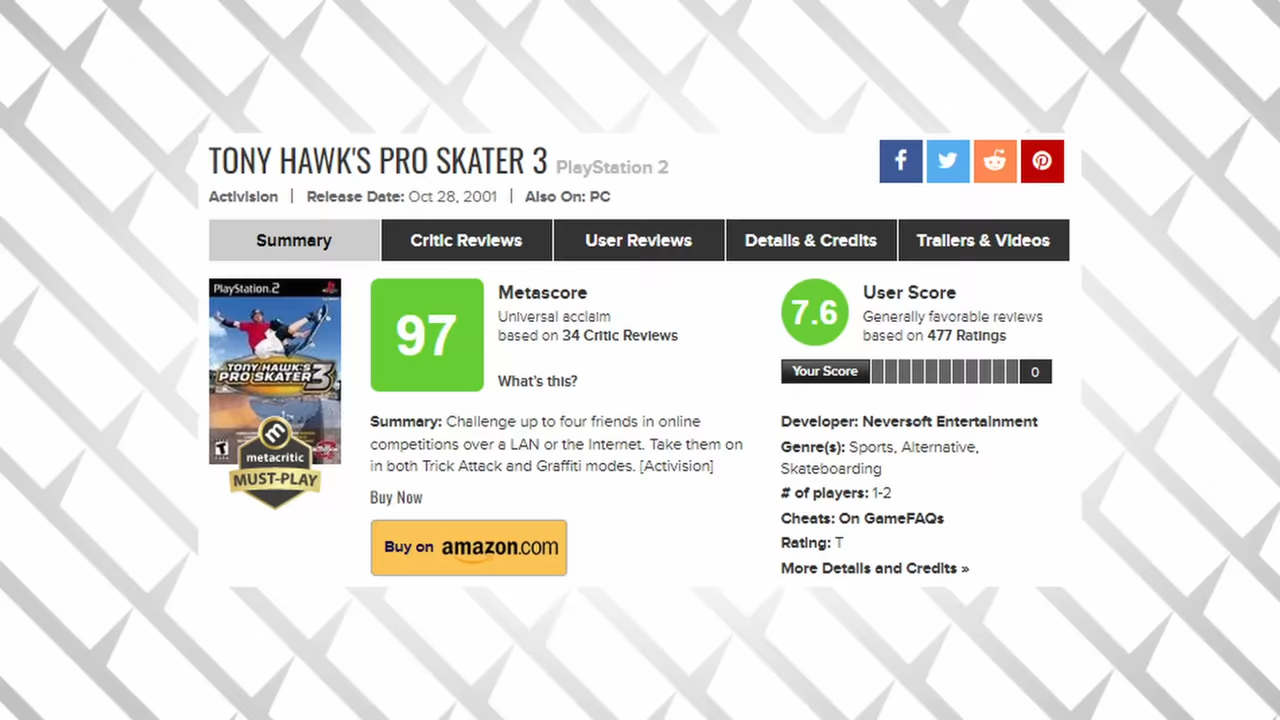 TONY HAWK'S PRO SKATER 3 PlayStation 2
Activision | Release Date: Oct 28, 2001 | Also On: PC
Summary Critic Reviews User Reviews Details & Credits Trailers & Videos
PlayStation.2
TONY HAWK'S
PRO SKATER 3
T
metacritic
MUST-PLAY
97
Metascore
Universal acclaim
based on 34 Critic Reviews
What's this?
Summary: Challenge up to four friends in online
competitions over a LAN or the Internet. Take them on
in both Trick Attack and Graffiti modes. [Activision]
Buy Now
Buy on amazon.com
7.6
User Score
Generally favorable reviews
based on 477 Ratings
Your Score 0
Developer: Neversoft Entertainment
Genre(s): Sports, Alternative,
Skateboarding
# of players: 1-2
Cheats: On GameFAQs
Rating: T
More Details and Credits »